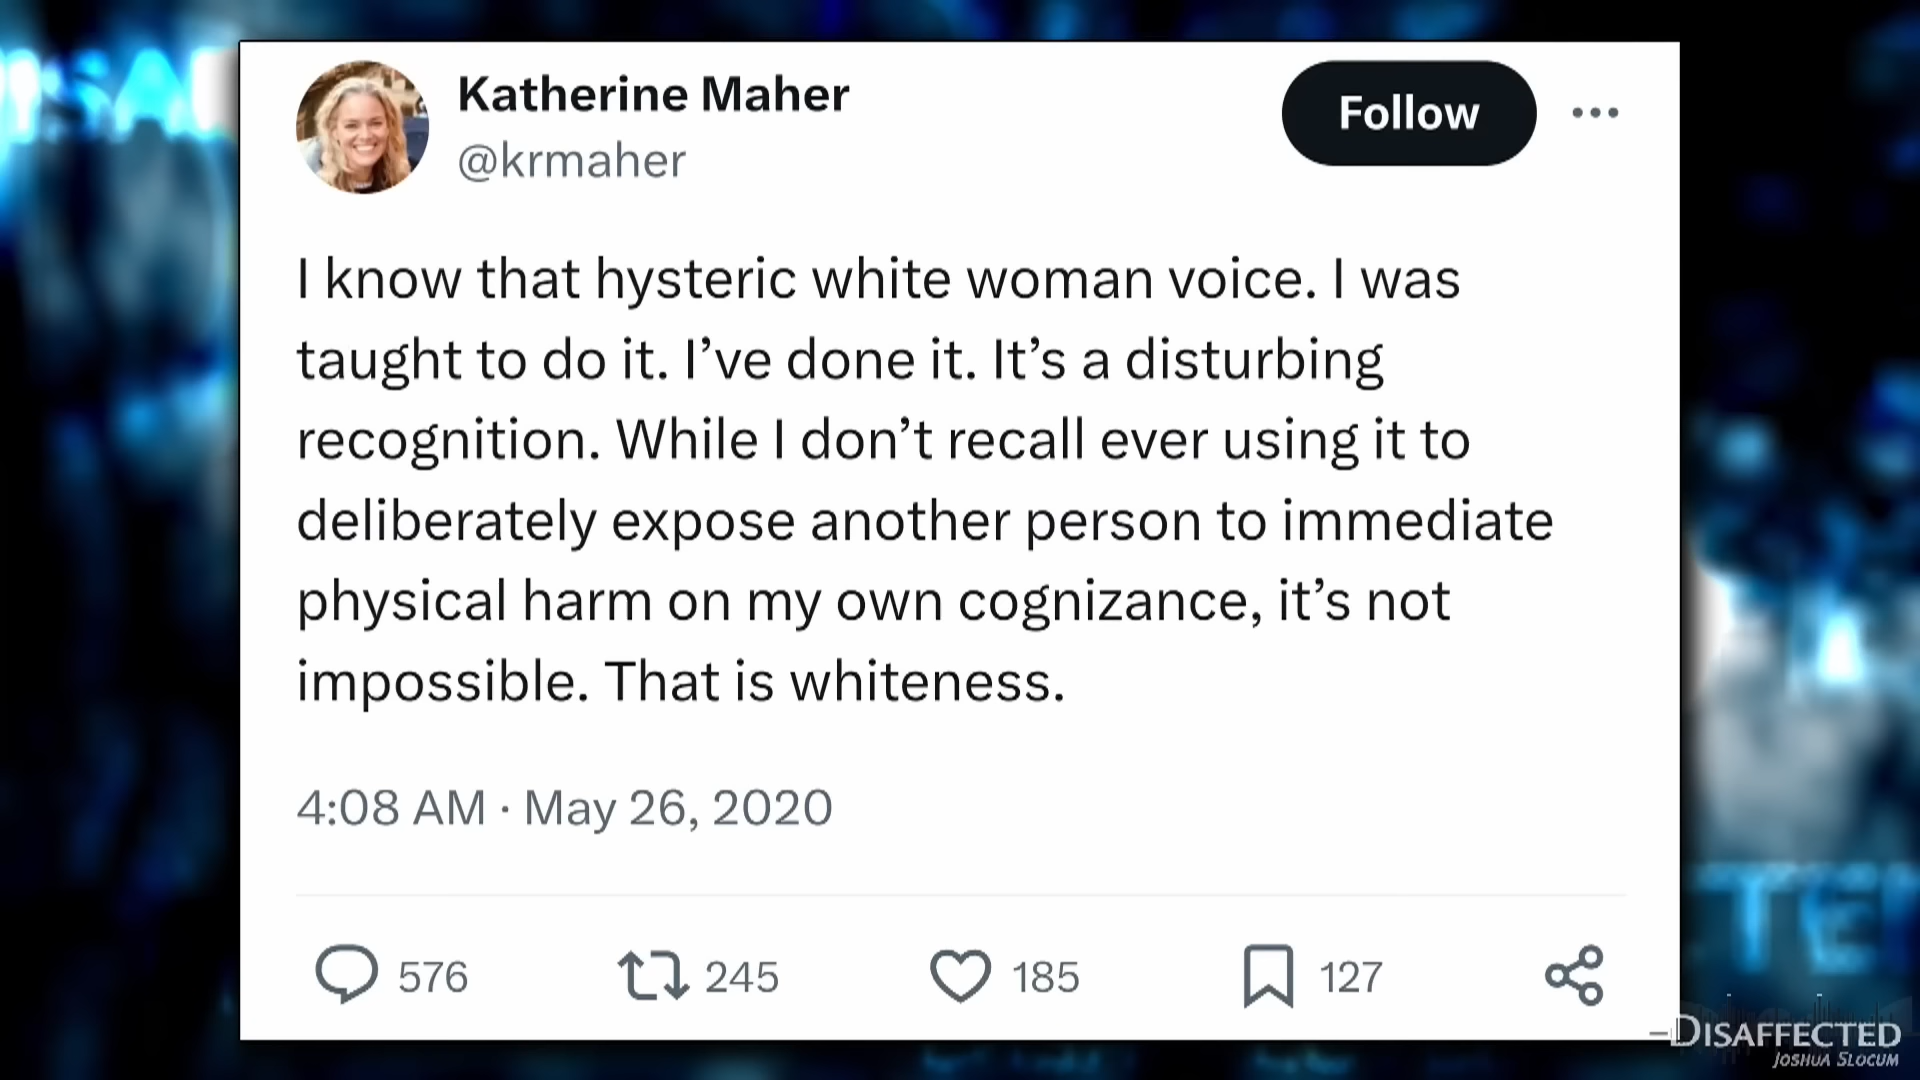 Katherine Maher
@krmaher
Follow
I know that hysteric white woman voice. I was
taught to do it. I’ve done it. It’s a disturbing
recognition. While I don’t recall ever using it to
deliberately expose another person to immediate
physical harm on my own cognizance, it’s not
impossible. That is whiteness.
4:08 AM · May 26, 2020
576 245 185 127
–DISAFFECTED
JOSHUA SLOCUM